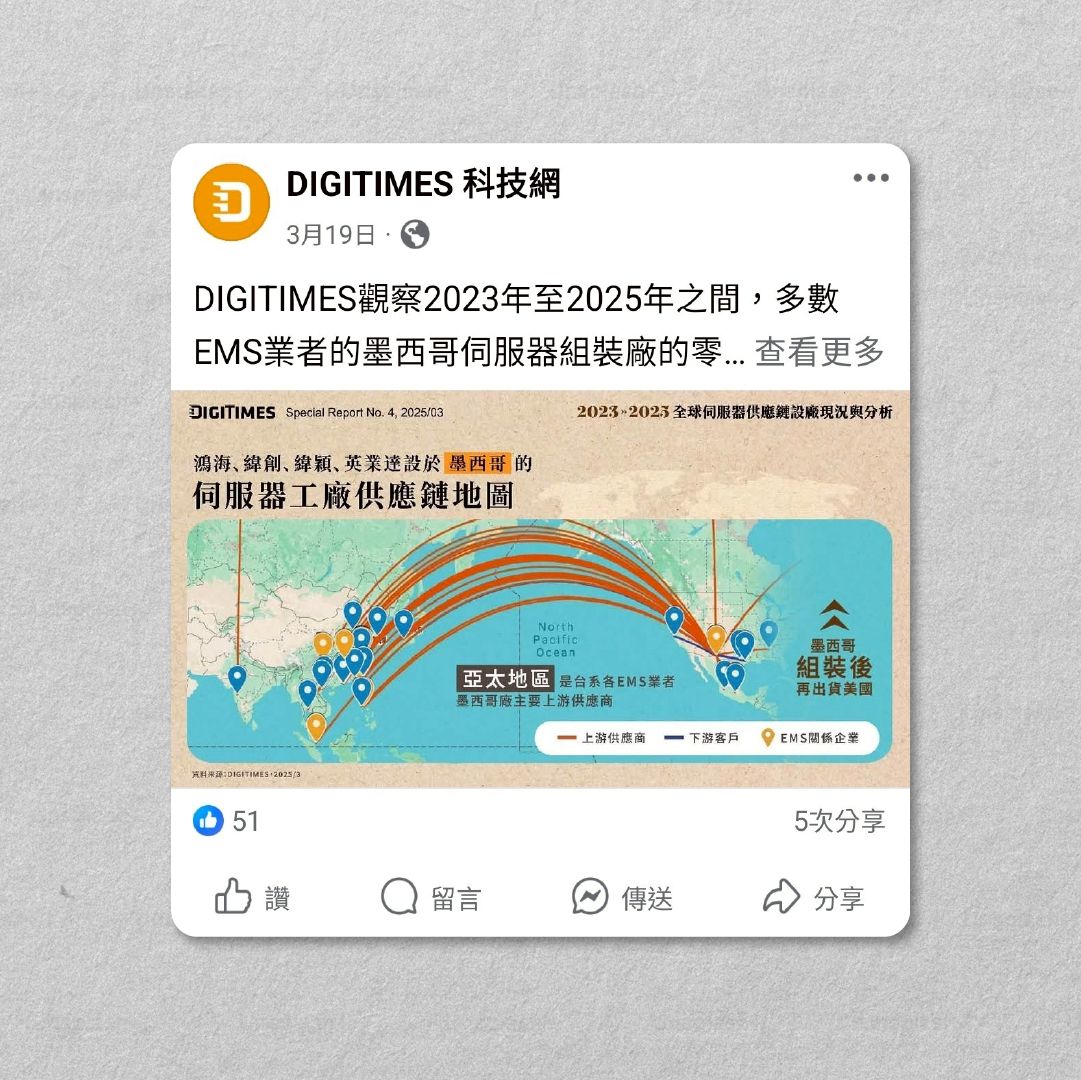 DIGITIMES 科技網
3月19日 ·
DIGITIMES觀察2023年至2025年之間，多數
EMS業者的墨西哥伺服器組裝廠的零... 查看更多
DIGITIMES Special Report No. 4, 2025/03
2023»2025 全球伺服器供應鏈設廠現況與分析
鴻海、緯創、緯穎、英業達設於 墨西哥 的
伺服器工廠供應鏈地圖
North
Pacific
Ocean
亞太地區 是台系各EMS業者
墨西哥廠主要上游供應商
墨西哥
組裝後
再出貨美國
上游供應商 下游客戶 EMS關係企業
資料來源:DIGITIMES,2025/3
51
5次分享
讚 留言 傳送 分享